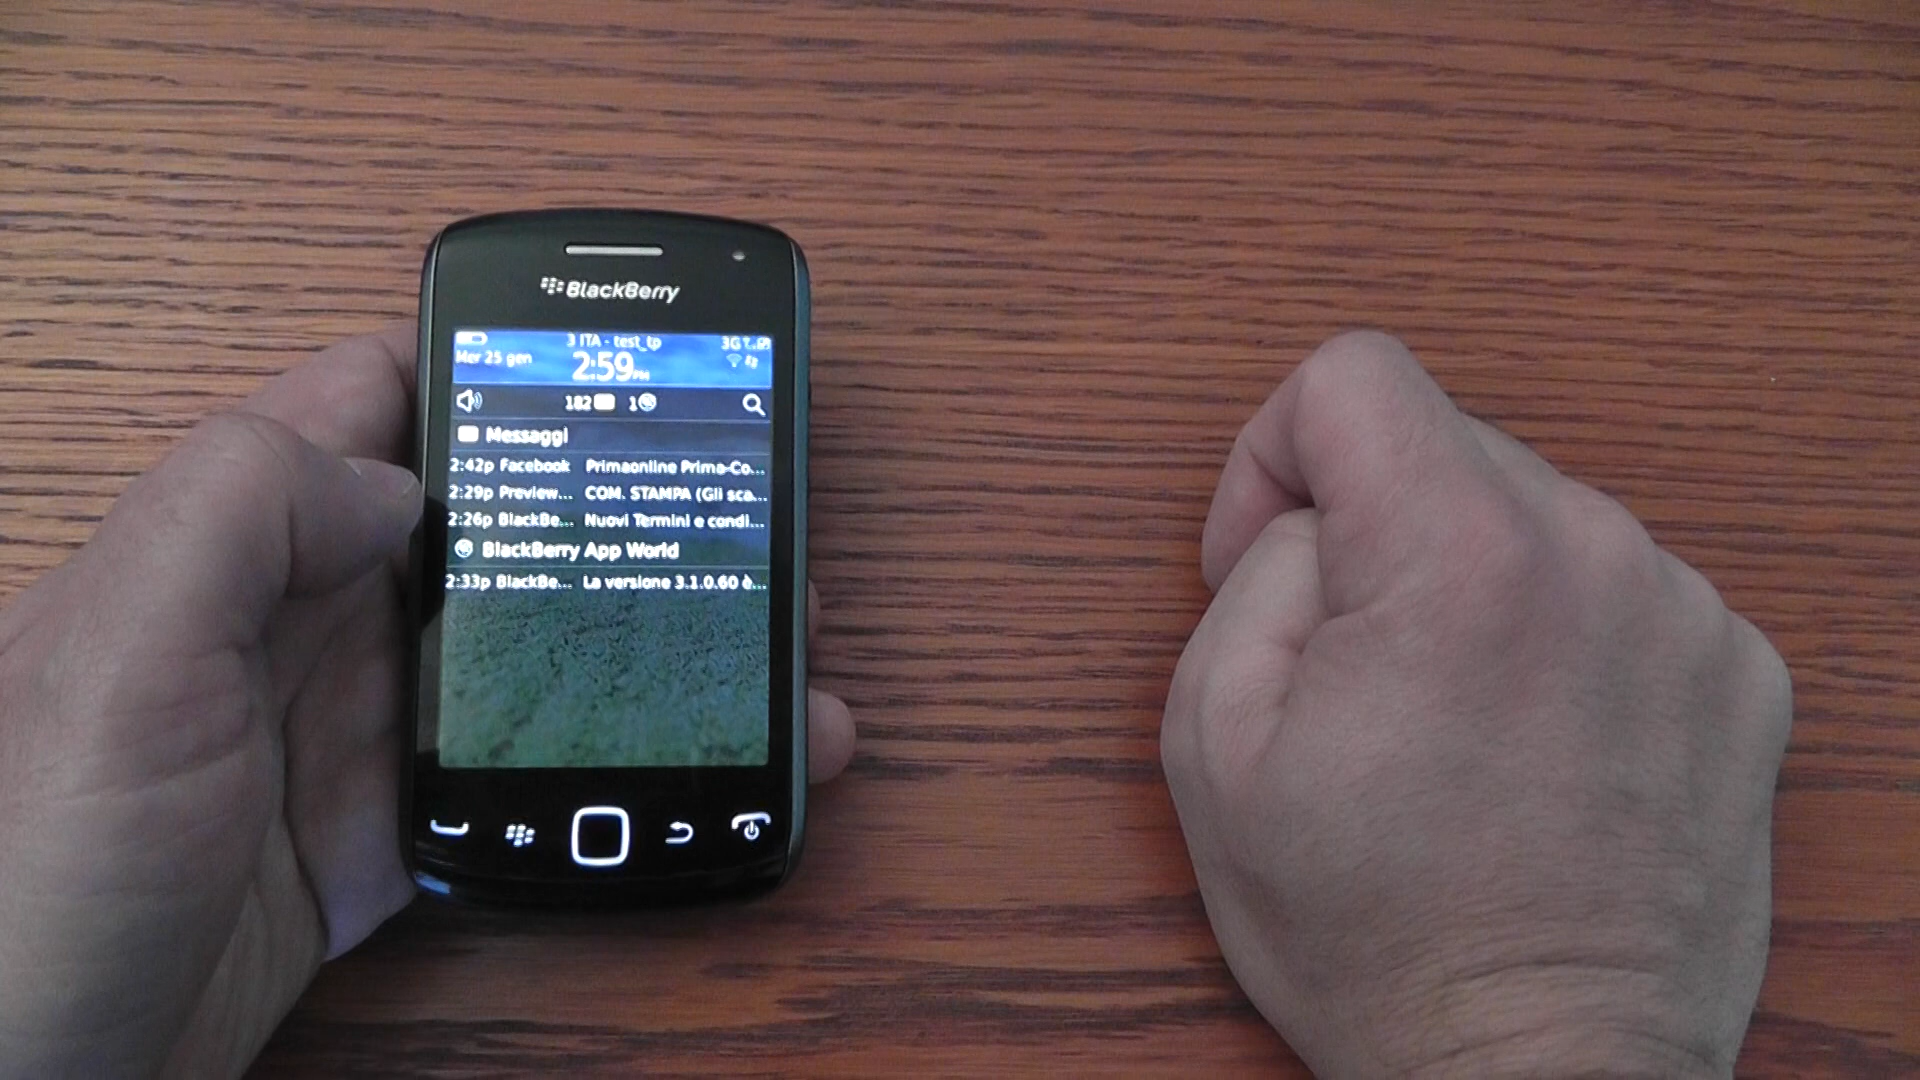 BlackBerry
3 ITA - test_tp
3G
Mer 25 gen
2:59 PM
182 1
Messaggi
2:42p Facebook Primaonline Prima-Co...
2:29p Preview... COM. STAMPA (Gli sca...
2:26p BlackBe... Nuovi Termini e condi...
BlackBerry App World
2:33p BlackBe... La versione 3.1.0.60 è...